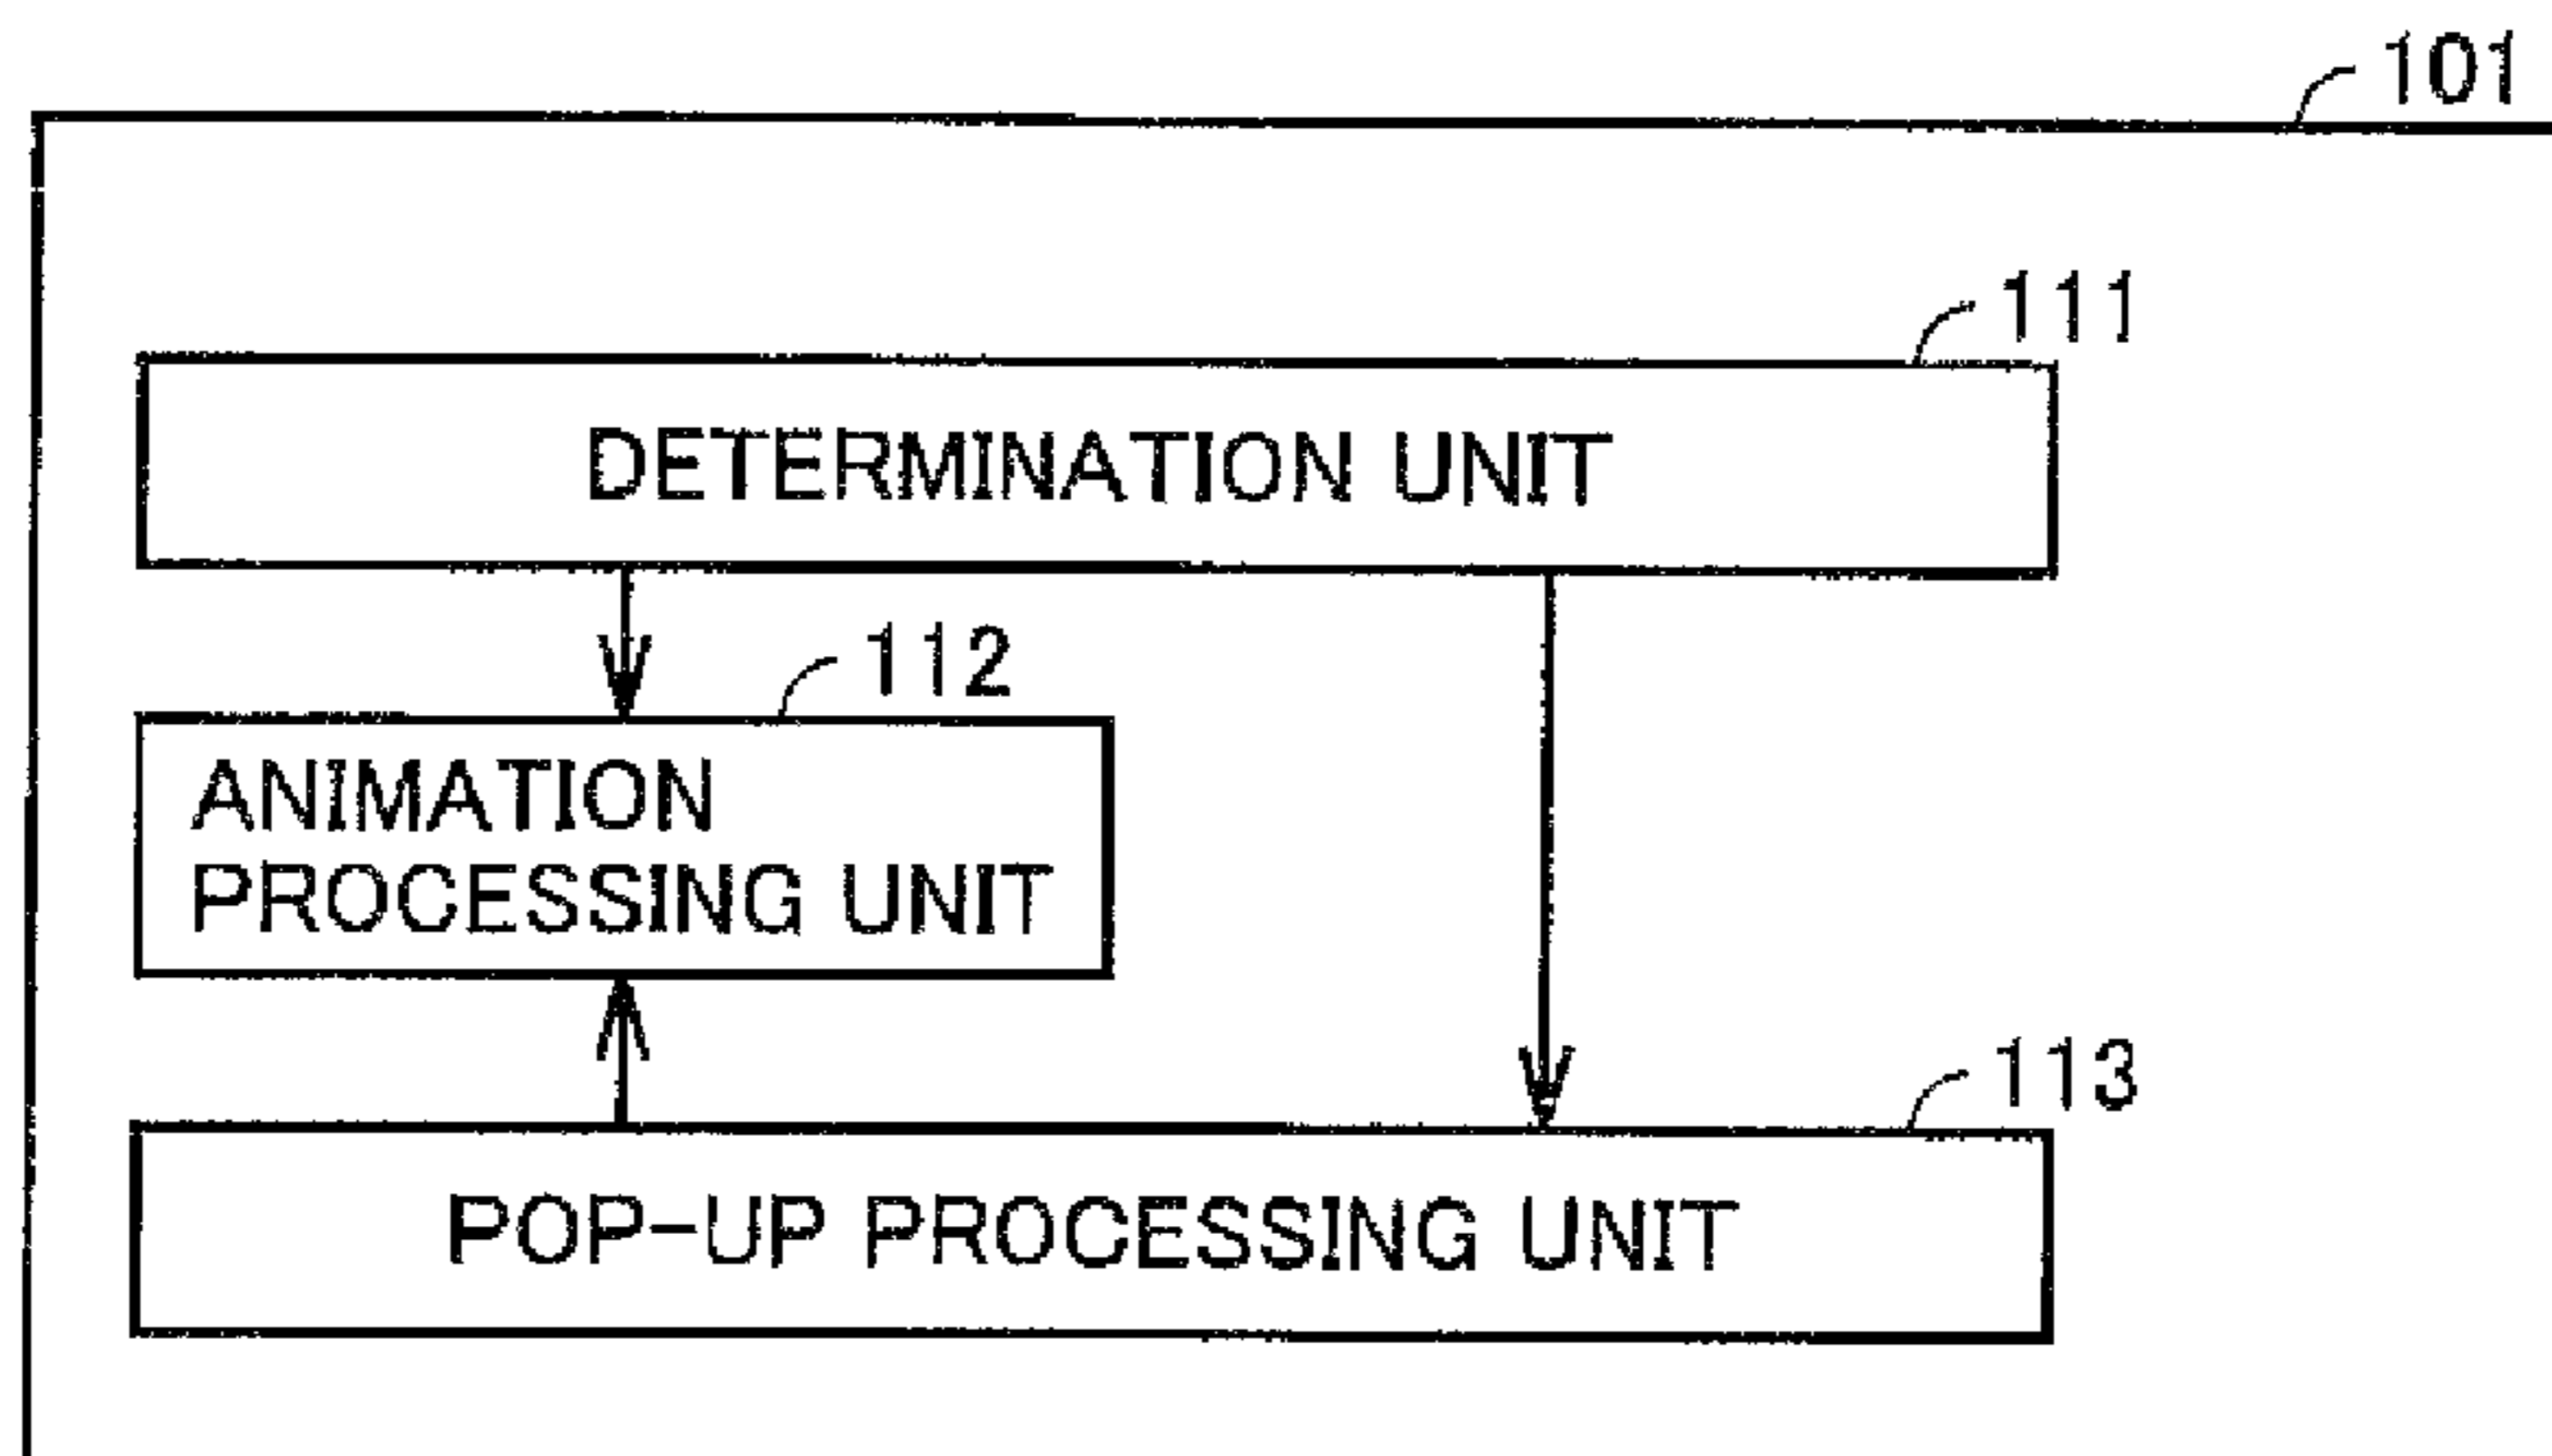 101
111
DETERMINATION UNIT
112
ANIMATION
PROCESSING UNIT
113
POP-UP PROCESSING UNIT